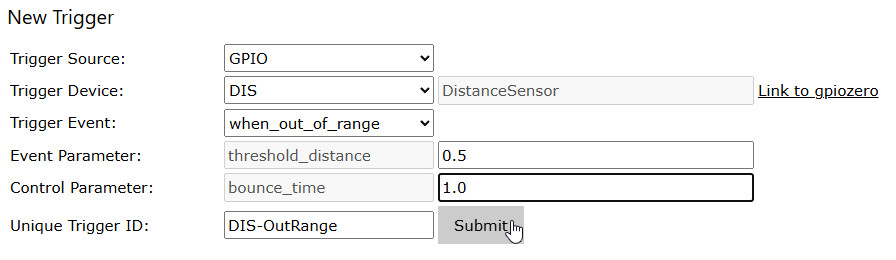 New Trigger
Trigger Source: GPIO
Trigger Device: DIS DistanceSensor Link to gpiozero
Trigger Event: when_out_of_range
Event Parameter: threshold_distance 0.5
Control Parameter: bounce_time 1.0
Unique Trigger ID: DIS-OutRange Submit